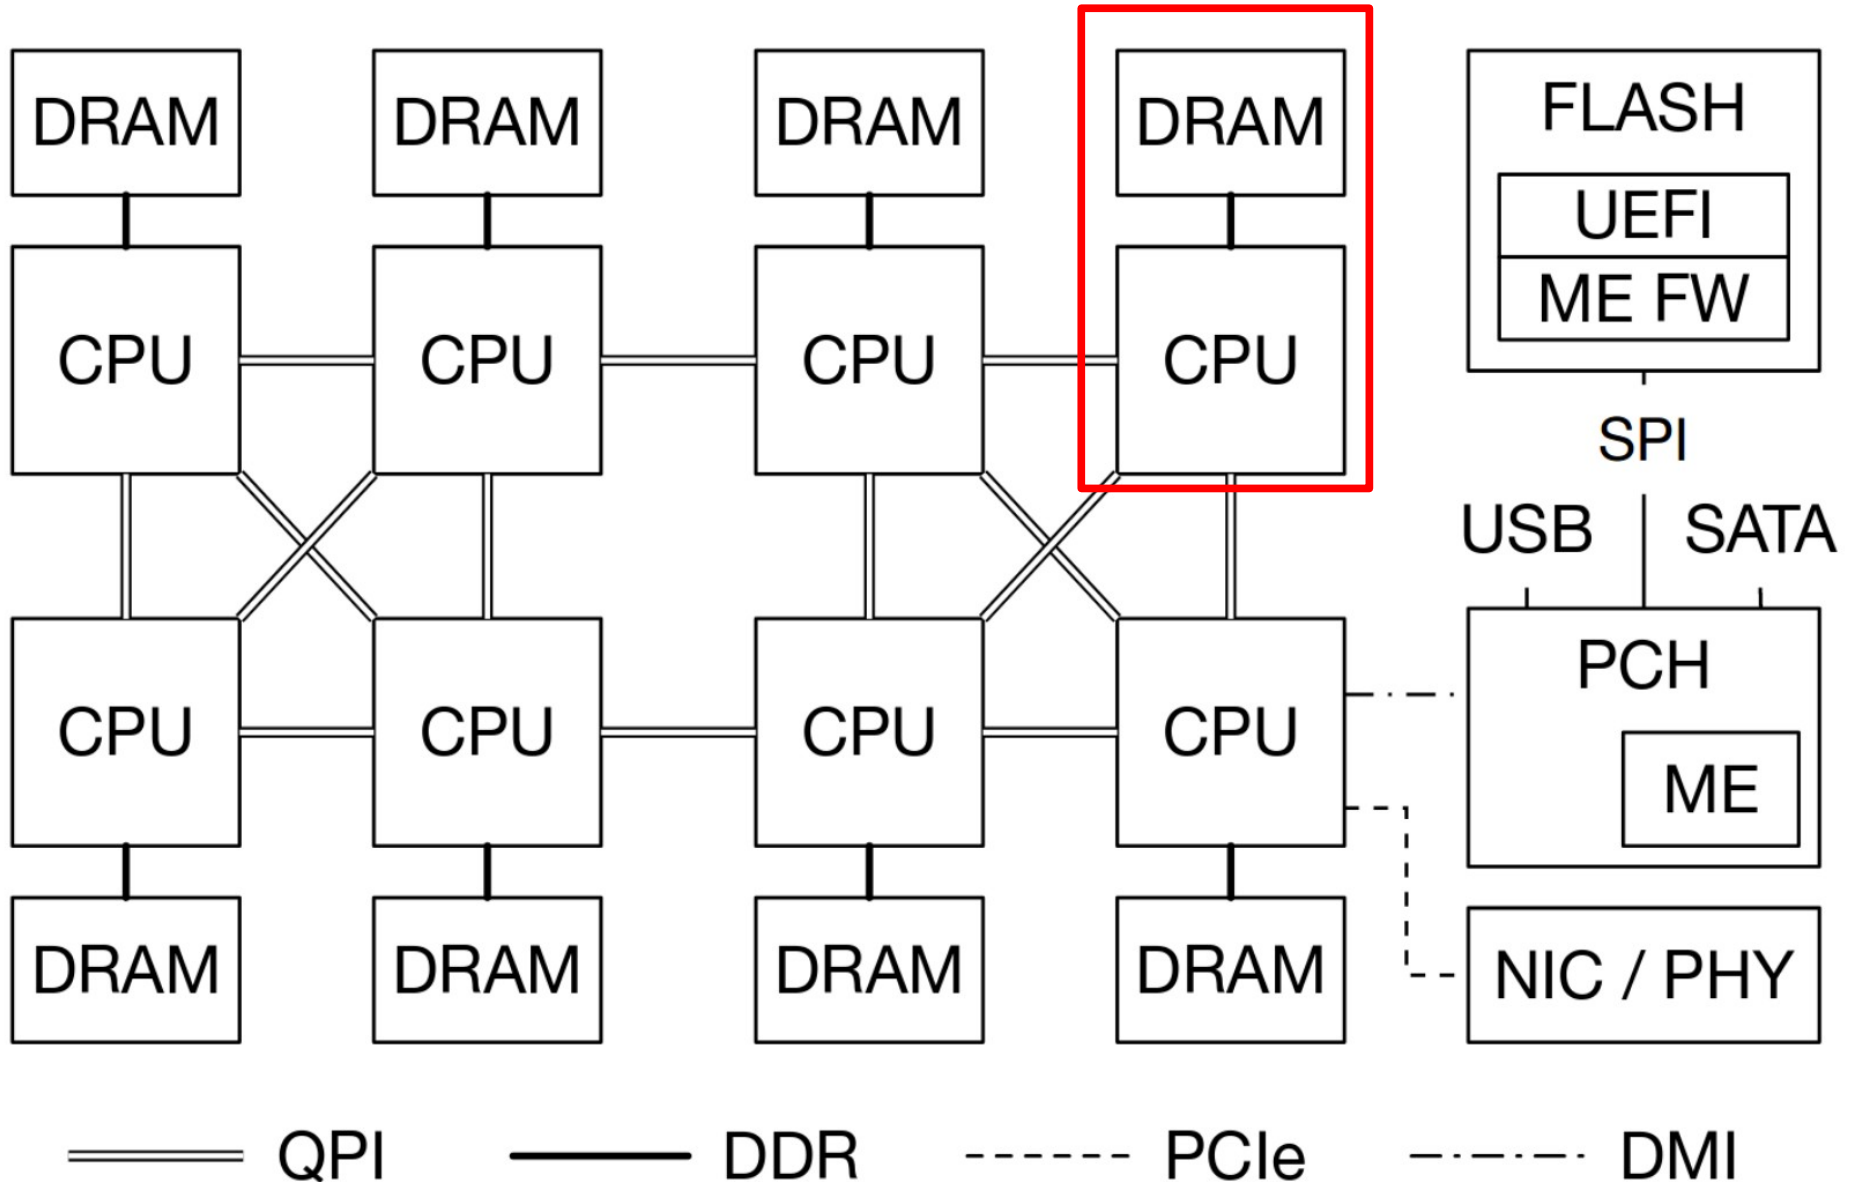 DRAM DRAM DRAM DRAM
FLASH
UEFI
ME FW
CPU CPU CPU CPU
SPI
USB SATA
PCH
CPU CPU CPU CPU
ME
DRAM DRAM DRAM DRAM
NIC / PHY
QPI DDR PCIe DMI